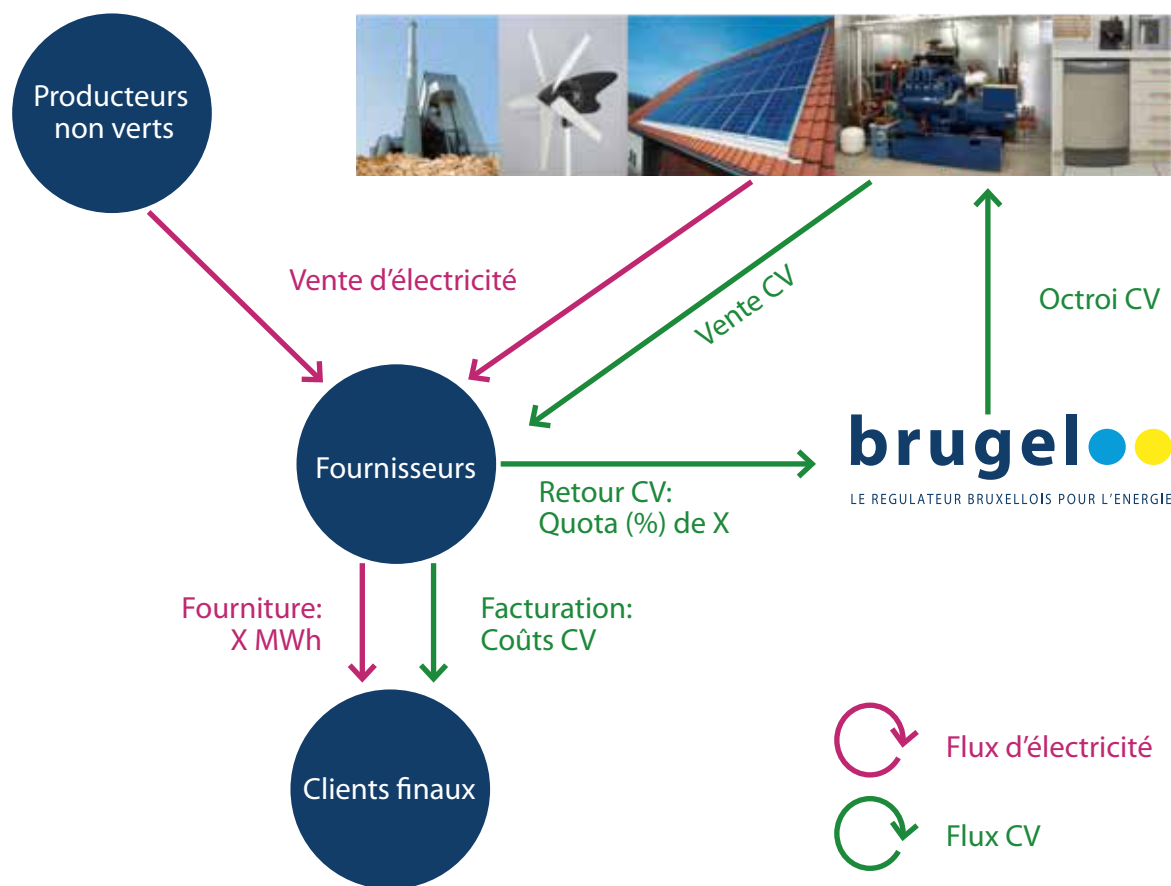 Producteurs
non verts
Vente d'électricité
Vente CV
Octroi CV
brugel
LE REGULATEUR BRUXELLOIS POUR L'ENERGIE
Fournisseurs
Retour CV:
Quota (%) de X
Fourniture:
X MWh
Facturation:
Coûts CV
Clients finaux
Flux d'électricité
Flux CV